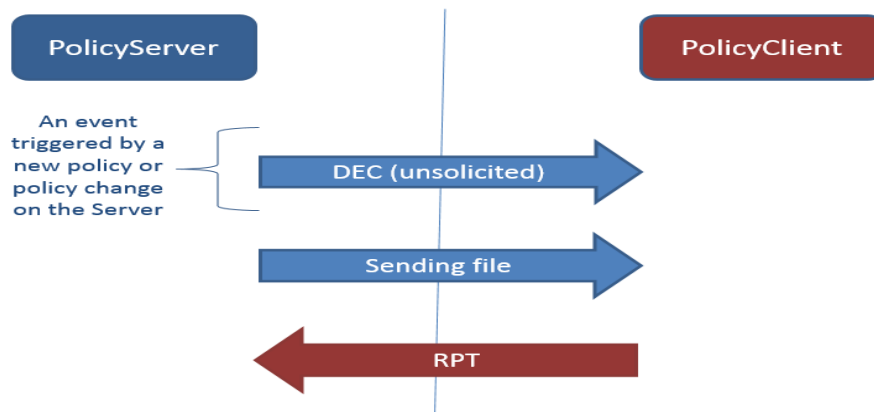 PolicyServer
PolicyClient
An event
triggered by a
new policy or
policy change
on the Server
DEC (unsolicited)
Sending file
RPT